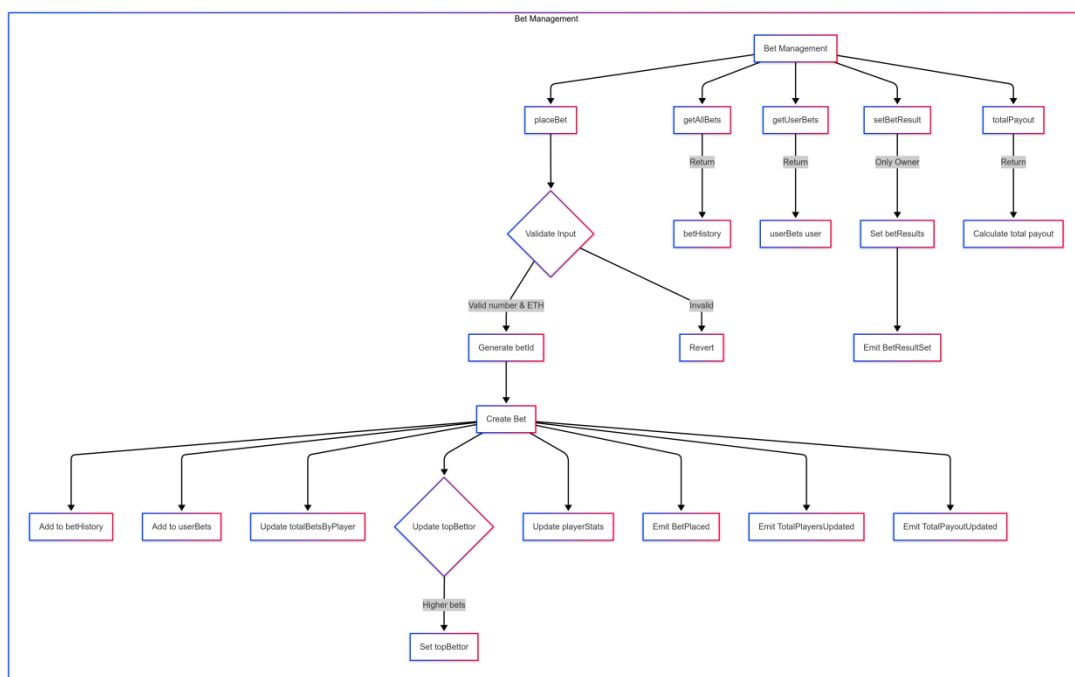 Bet Management
Bet Management
placeBet
getAllBets
getUserBets
setBetResult
totalPayout
Return
Return
Only Owner
Return
Validate Input
betHistory
userBets user
Set betResults
Calculate total payout
Valid number & ETH
Invalid
Generate betId
Revert
Emit BetResultSet
Create Bet
Add to betHistory
Add to userBets
Update totalBetsByPlayer
Update topBettor
Update playerStats
Emit BetPlaced
Emit TotalPlayersUpdated
Emit TotalPayoutUpdated
Higher bets
Set topBettor